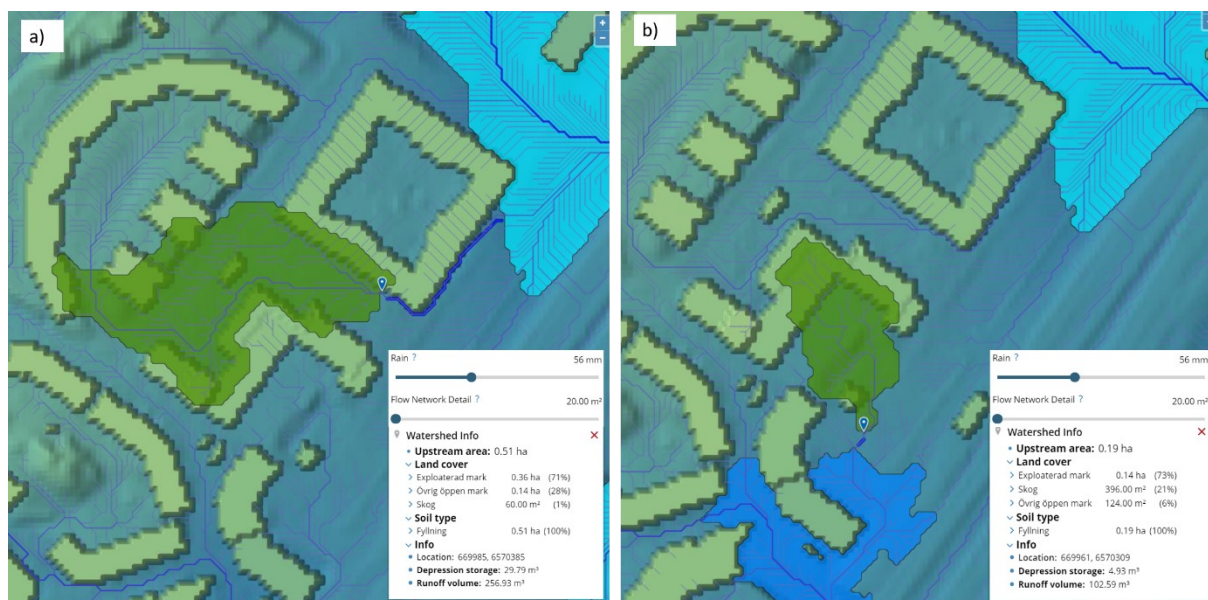 a)
+
−
Rain ?
56 mm
Flow Network Detail ?
20.00 m²
Watershed Info
Upstream area: 0.51 ha
Land cover
Exploaterad mark 0.36 ha (71%)
Övrig öppen mark 0.14 ha (28%)
Skog 60.00 m² (1%)
Soil type
Fyllning 0.51 ha (100%)
Info
Location: 669985, 6570385
Depression storage: 29.79 m³
Runoff volume: 256.93 m³
b)
Rain ?
56 mm
Flow Network Detail ?
20.00 m²
Watershed Info
Upstream area: 0.19 ha
Land cover
Exploaterad mark 0.14 ha (73%)
Skog 396.00 m² (21%)
Övrig öppen mark 124.00 m² (6%)
Soil type
Fyllning 0.19 ha (100%)
Info
Location: 669961, 6570309
Depression storage: 4.93 m³
Runoff volume: 102.59 m³